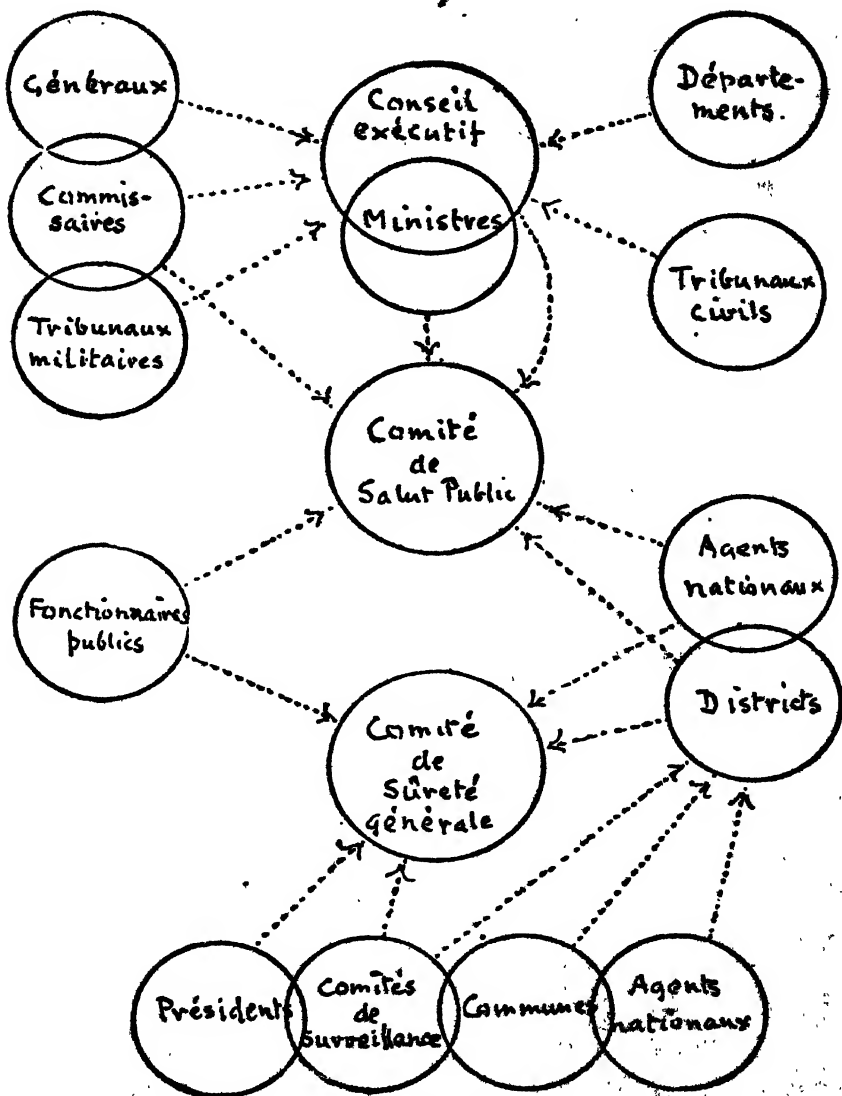 Généraux
Conseil
exécutif
Départe-
ments.
Commis-
saires
Ministres
Tribunaux
militaires
Tribunaux
civils
Comité
de
Salut Public
Agents
nationaux
Fonctionnaires
publics
Districts
Comité
de
Sûreté
générale
Présidents
Comités
de
Surveillance
Communes
Agents
nationaux